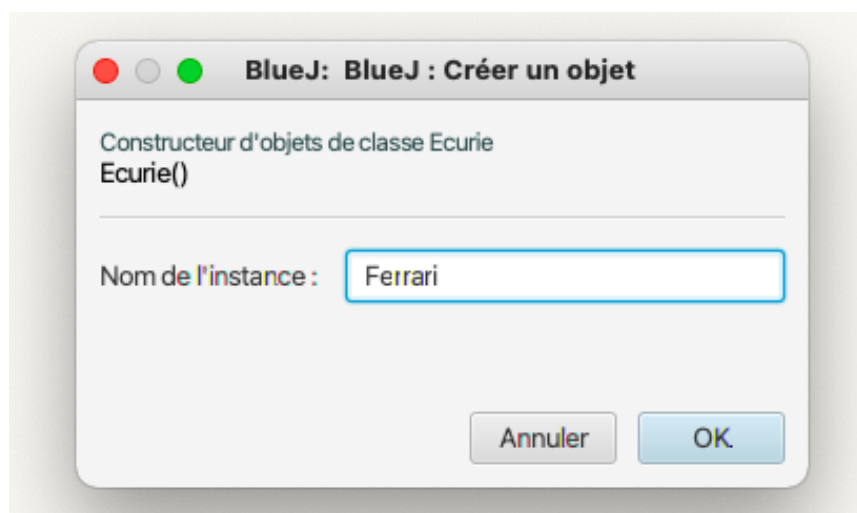 BlueJ: BlueJ : Créer un objet
Constructeur d'objets de classe Ecurie
Ecurie()
Nom de l'instance : Ferrari
Annuler OK